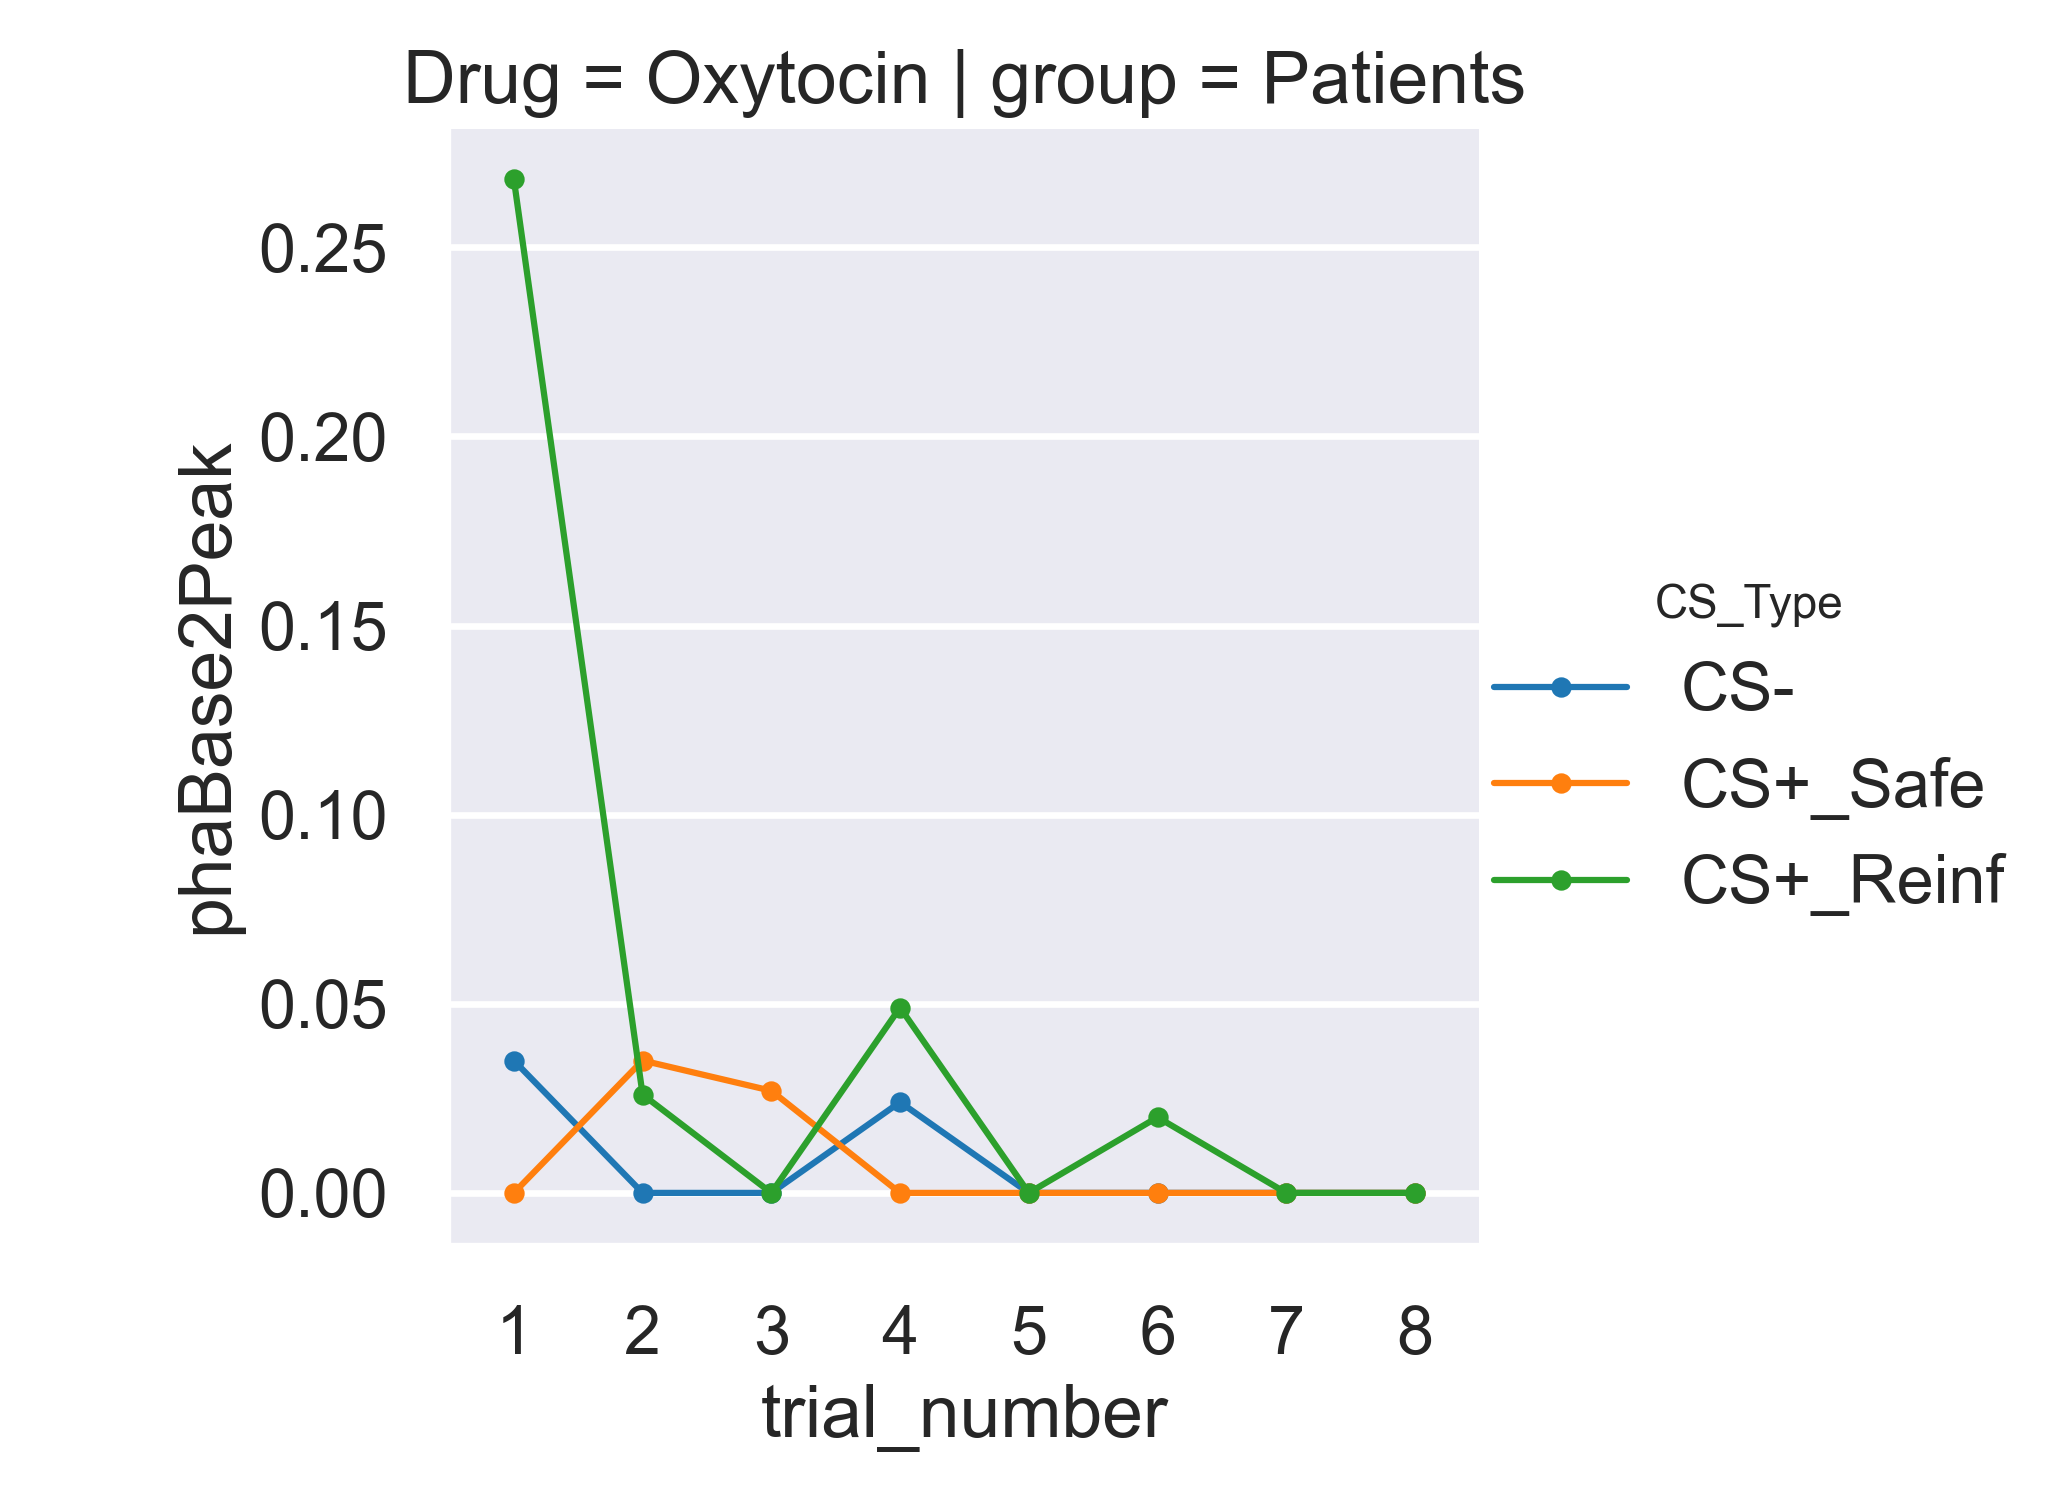 Drug = Oxytocin | group = Patients
0.25
0.20
0.15
0.10
0.05
0.00
phaBase2Peak
1 2 3 4 5 6 7 8
trial_number
CS_Type
CS-
CS+_Safe
CS+_Reinf